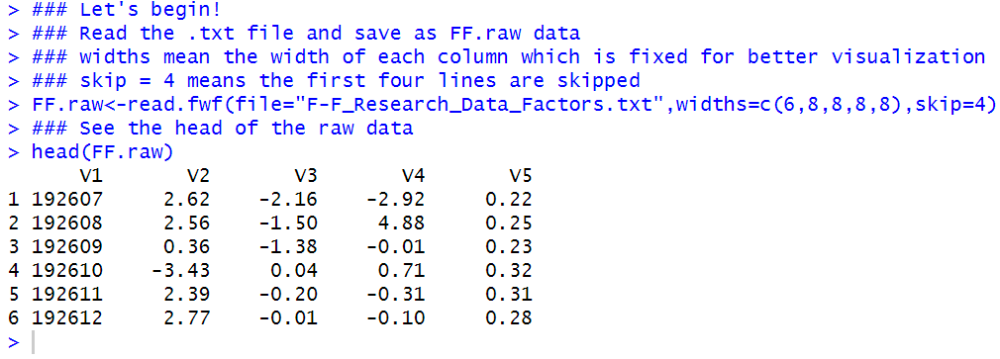 > ### Let's begin!
> ### Read the .txt file and save as FF.raw data
> ### widths mean the width of each column which is fixed for better visualization
> ### skip = 4 means the first four lines are skipped
> FF.raw<-read.fwf(file="F-F_Research_Data_Factors.txt",widths=c(6,8,8,8,8),skip=4)
> ### See the head of the raw data
> head(FF.raw)
      V1       V2       V3       V4       V5
1 192607     2.62    -2.16    -2.92     0.22
2 192608     2.56    -1.50     4.88     0.25
3 192609     0.36    -1.38    -0.01     0.23
4 192610    -3.43     0.04     0.71     0.32
5 192611     2.39    -0.20    -0.31     0.31
6 192612     2.77    -0.01    -0.10     0.28
>